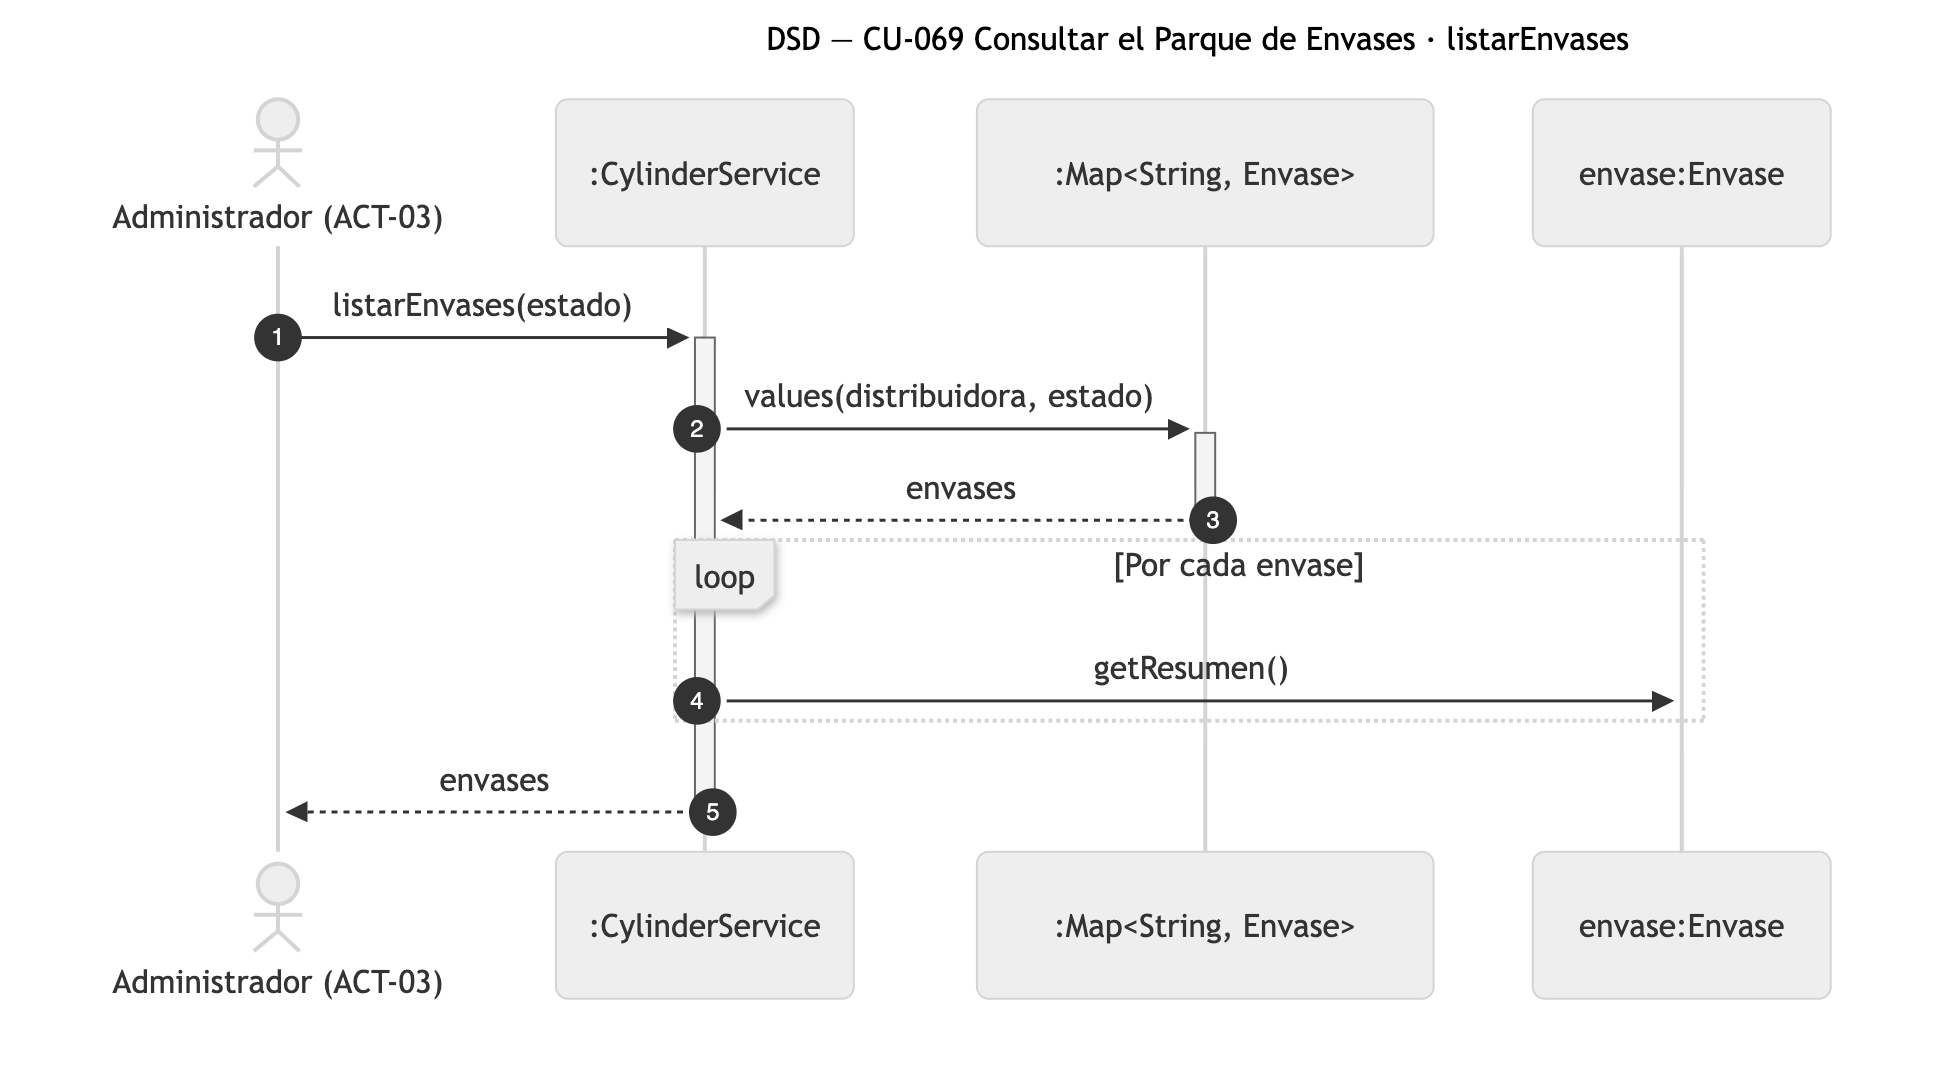 DSD — CU-069 Consultar el Parque de Envases · listarEnvases
Administrador (ACT-03)
:CylinderService
:Map<String, Envase>
envase:Envase
listarEnvases(estado)
1
values(distribuidora, estado)
2
envases
3
loop
[Por cada envase]
getResumen()
4
envases
5
Administrador (ACT-03)
:CylinderService
:Map<String, Envase>
envase:Envase